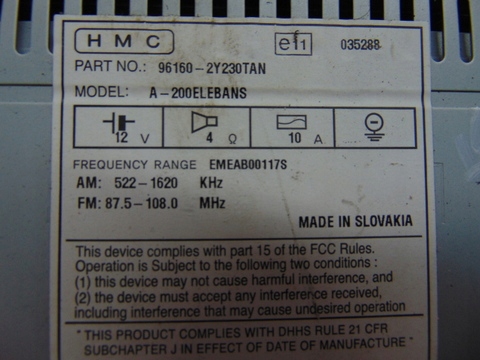 HMC e11 035288
PART NO.: 96160-2Y230TAN
MODEL: A-200ELEBANS
12 V 4 Ω 10 A
FREQUENCY RANGE EMEAB00117S
AM: 522-1620 KHz
FM: 87.5-108.0 MHz
MADE IN SLOVAKIA
This device complies with part 15 of the FCC Rules.
Operation is Subject to the following two conditions :
(1) this device may not cause harmful interference, and
(2) the device must accept any interference received,
including interference that may cause undesired operation
" THIS PRODUCT COMPLIES WITH DHHS RULE 21 CFR
SUBCHAPTER J IN EFFECT OF DATE OF MANUFACTURE "